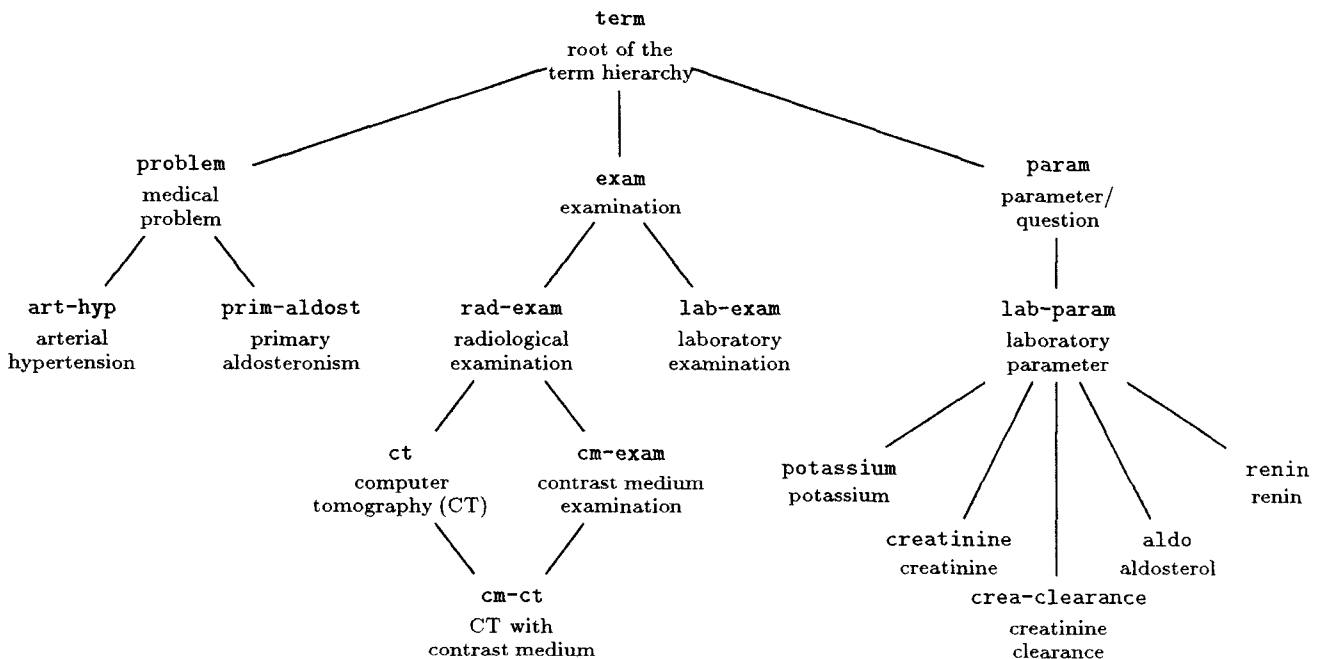 term
root of the
term hierarchy
problem
medical
problem
exam
examination
param
parameter/
question
art-hyp
arterial
hypertension
prim-aldost
primary
aldosteronism
rad-exam
radiological
examination
lab-exam
laboratory
examination
lab-param
laboratory
parameter
ct
computer
tomography (CT)
cm-exam
contrast medium
examination
cm-ct
CT with
contrast medium
potassium
potassium
creatinine
creatinine
crea-clearance
creatinine
clearance
aldo
aldosterol
renin
renin